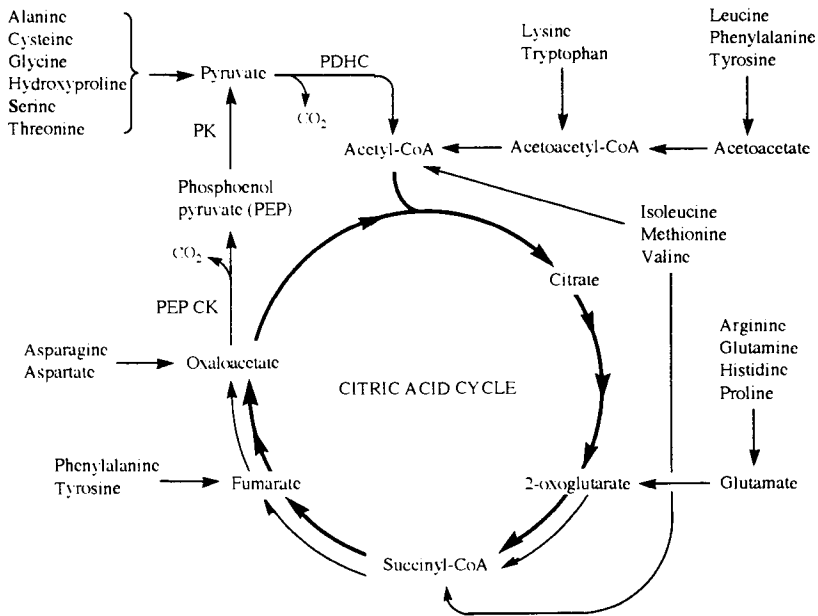 Alanine
Cysteine
Glycine
Hydroxyproline
Serine
Threonine
Pyruvate
PDHC
CO2
Lysine
Tryptophan
Leucine
Phenylalanine
Tyrosine
PK
Acetyl-CoA
Acetoacetyl-CoA
Acetoacetate
Phosphoenol
pyruvate (PEP)
Isoleucine
Methionine
Valine
CO2
Citrate
PEP CK
Arginine
Glutamine
Histidine
Proline
Asparagine
Aspartate
Oxaloacetate
CITRIC ACID CYCLE
Phenylalanine
Tyrosine
Fumarate
2-oxoglutarate
Glutamate
Succinyl-CoA